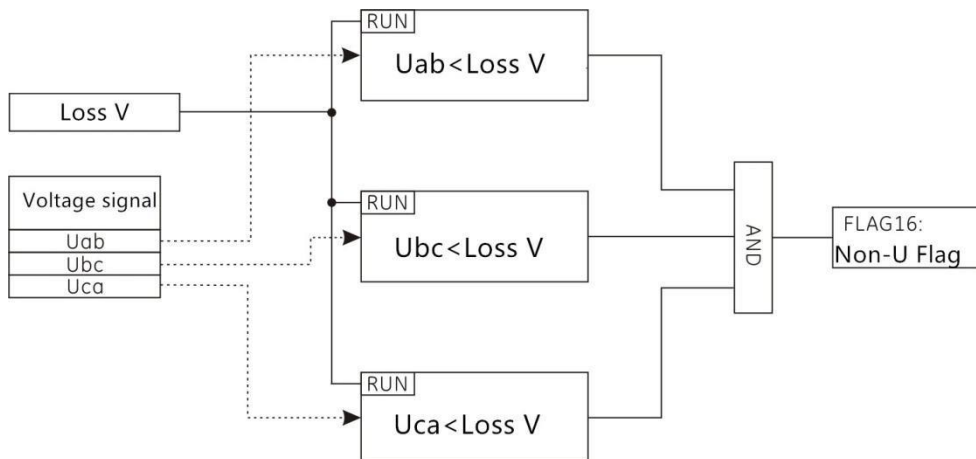 RUN
Uab<Loss V
Loss V
Voltage signal
Uab
Ubc
Uca
RUN
Ubc<Loss V
AND
FLAG16:
Non-U Flag
RUN
Uca<Loss V